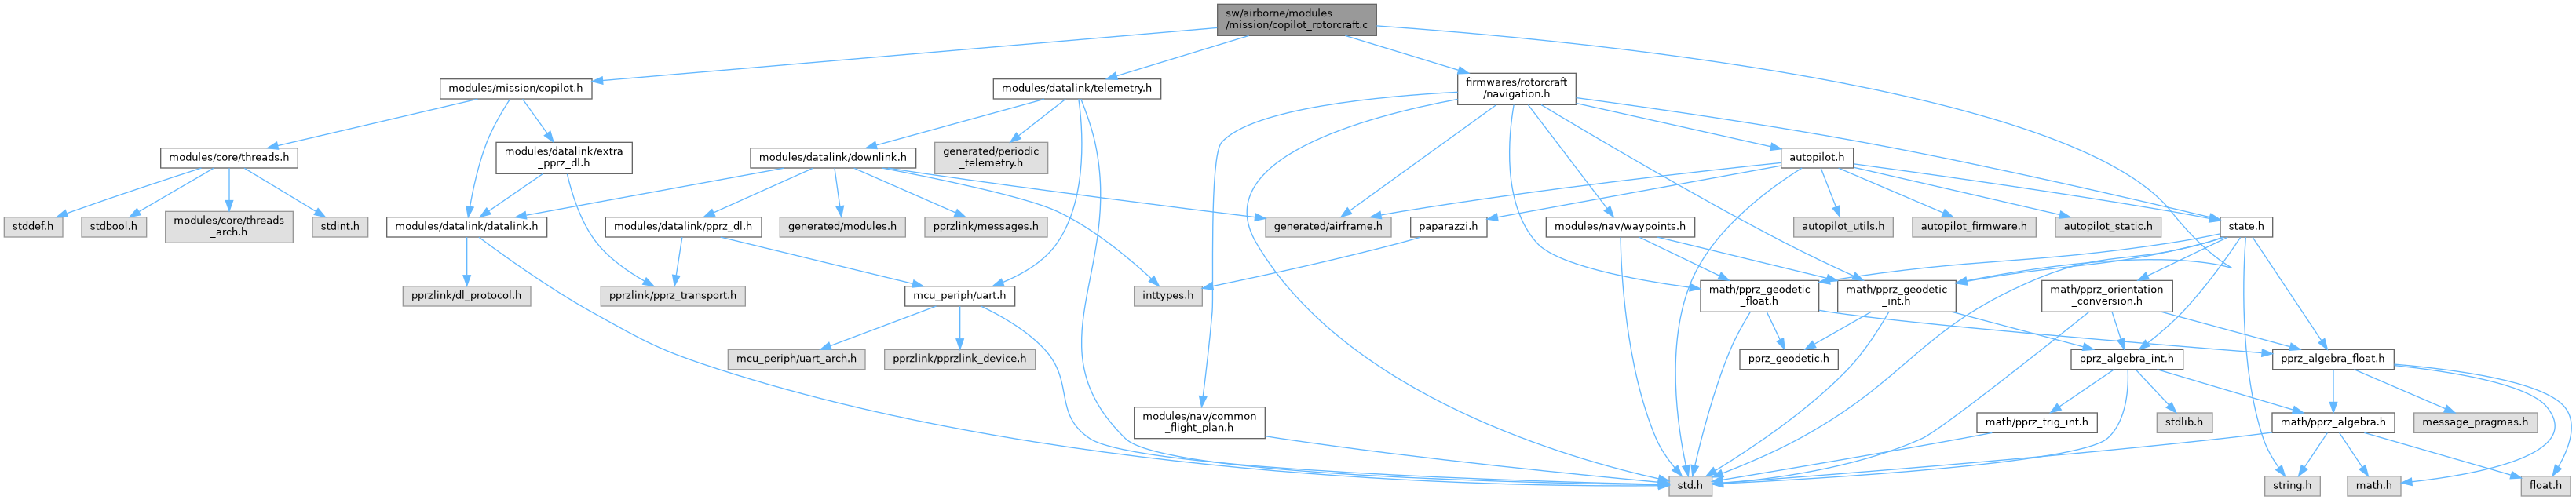 sw/airborne/modules
/mission/copilot_rotorcraft.c
modules/mission/copilot.h
modules/datalink/telemetry.h
firmwares/rotorcraft
/navigation.h
modules/core/threads.h
modules/datalink/extra
_pprz_dl.h
modules/datalink/downlink.h
generated/periodic
_telemetry.h
autopilot.h
stddef.h
stdbool.h
modules/core/threads
_arch.h
stdint.h
modules/datalink/datalink.h
modules/datalink/pprz_dl.h
generated/modules.h
pprzlink/messages.h
generated/airframe.h
paparazzi.h
modules/nav/waypoints.h
autopilot_utils.h
autopilot_firmware.h
autopilot_static.h
state.h
pprzlink/dl_protocol.h
pprzlink/pprz_transport.h
mcu_periph/uart.h
inttypes.h
math/pprz_geodetic
_float.h
math/pprz_geodetic
_int.h
math/pprz_orientation
_conversion.h
mcu_periph/uart_arch.h
pprzlink/pprzlink_device.h
pprz_geodetic.h
pprz_algebra_int.h
pprz_algebra_float.h
modules/nav/common
_flight_plan.h
math/pprz_trig_int.h
stdlib.h
math/pprz_algebra.h
message_pragmas.h
std.h
string.h
math.h
float.h